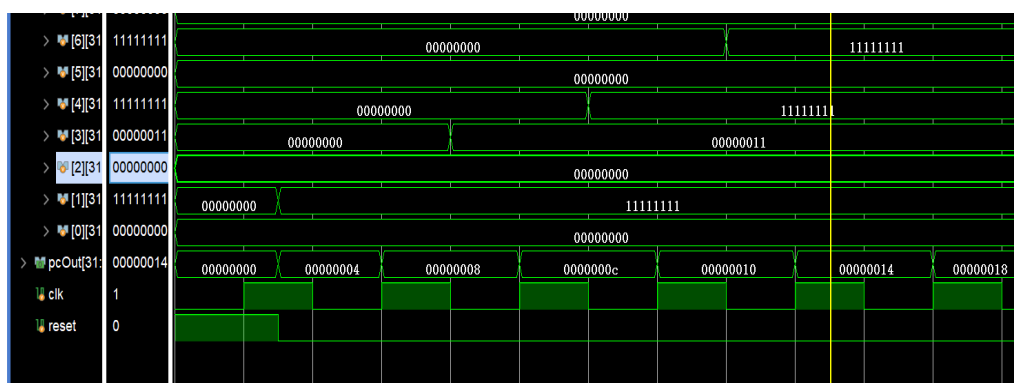 00000000
[6][31 11111111 00000000 11111111
[5][31 00000000 00000000
[4][31 11111111 00000000 11111111
[3][31 00000011 00000000 00000011
[2][31 00000000 00000000
[1][31 11111111 00000000 11111111
[0][31 00000000 00000000
pcOut[31: 00000014 00000000 00000004 00000008 0000000c 00000010 00000014 00000018
clk 1
reset 0